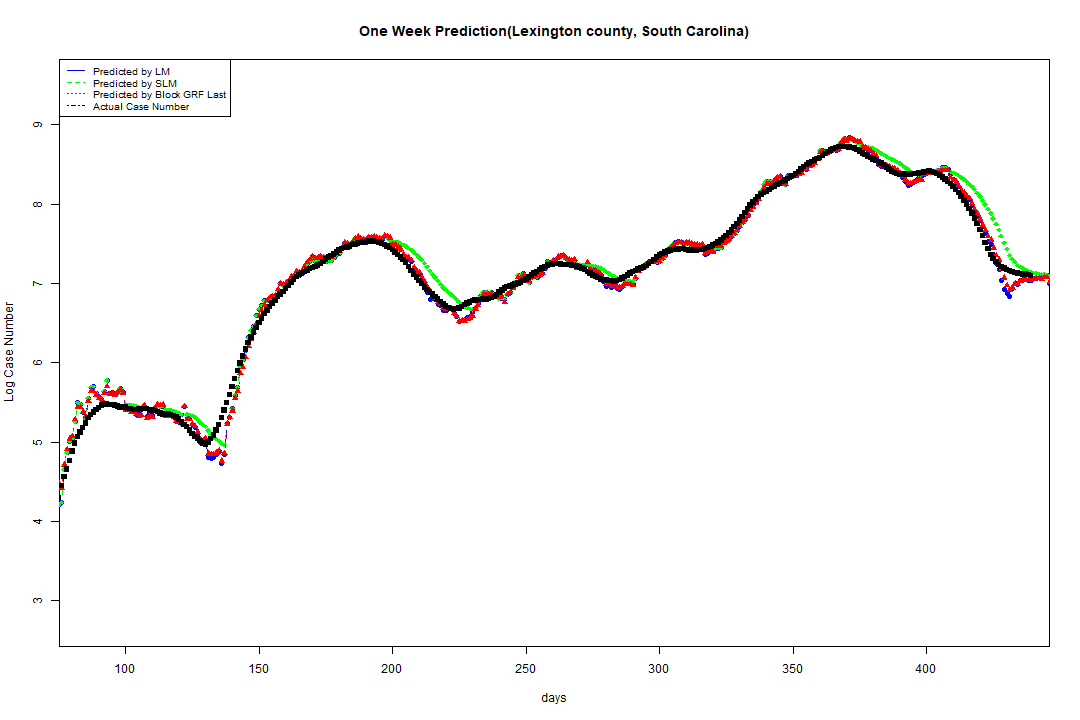 One Week Prediction(Lexington county, South Carolina)
Predicted by LM
Predicted by SLM
Predicted by Block GRF Last
Actual Case Number
9
8
7
6
5
4
3
Log Case Number
100 150 200 250 300 350 400
days